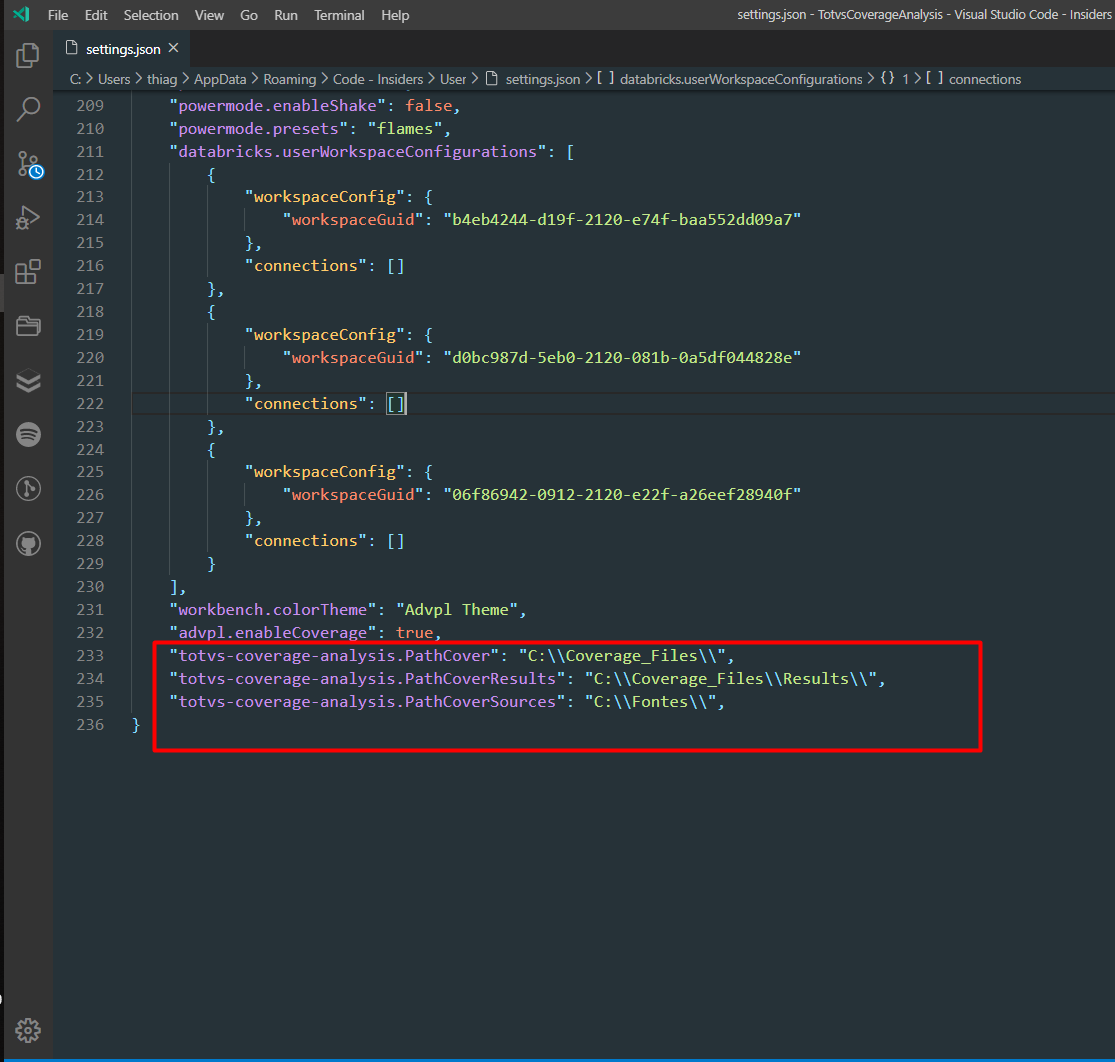 File Edit Selection View Go Run Terminal Help settings.json - TotvsCoverageAnalysis - Visual Studio Code - Insiders
settings.json ×
C: > Users > thiag > AppData > Roaming > Code - Insiders > User > settings.json > [ ] databricks.userWorkspaceConfigurations > {} 1 > [ ] connections
209 "powermode.enableShake": false,
210 "powermode.presets": "flames",
211 "databricks.userWorkspaceConfigurations": [
212 {
213 "workspaceConfig": {
214 "workspaceGuid": "b4eb4244-d19f-2120-e74f-baa552dd09a7"
215 },
216 "connections": []
217 },
218 {
219 "workspaceConfig": {
220 "workspaceGuid": "d0bc987d-5eb0-2120-081b-0a5df044828e"
221 },
222 "connections": []
223 },
224 {
225 "workspaceConfig": {
226 "workspaceGuid": "06f86942-0912-2120-e22f-a26eef28940f"
227 },
228 "connections": []
229 }
230 ],
231 "workbench.colorTheme": "Advpl Theme",
232 "advpl.enableCoverage": true,
233 "totvs-coverage-analysis.PathCover": "C:\\Coverage_Files\\",
234 "totvs-coverage-analysis.PathCoverResults": "C:\\Coverage_Files\\Results\\",
235 "totvs-coverage-analysis.PathCoverSources": "C:\\Fontes\\",
236 }